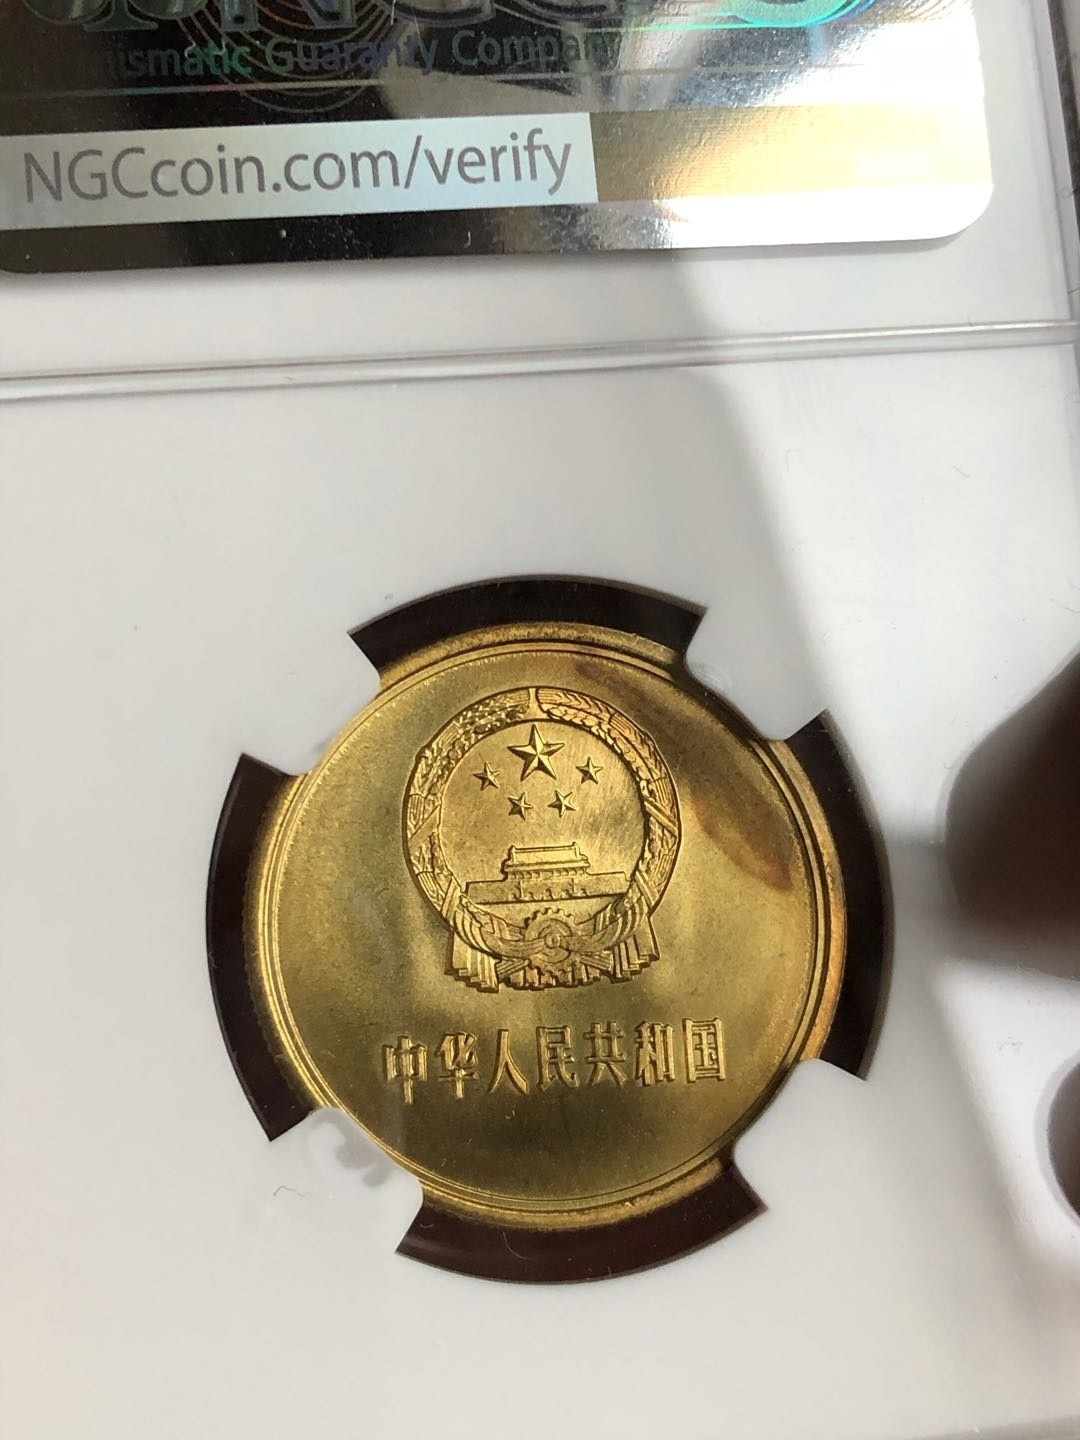 Numismatic Guaranty Company
NGCcoin.com/verify
中华人民共和国